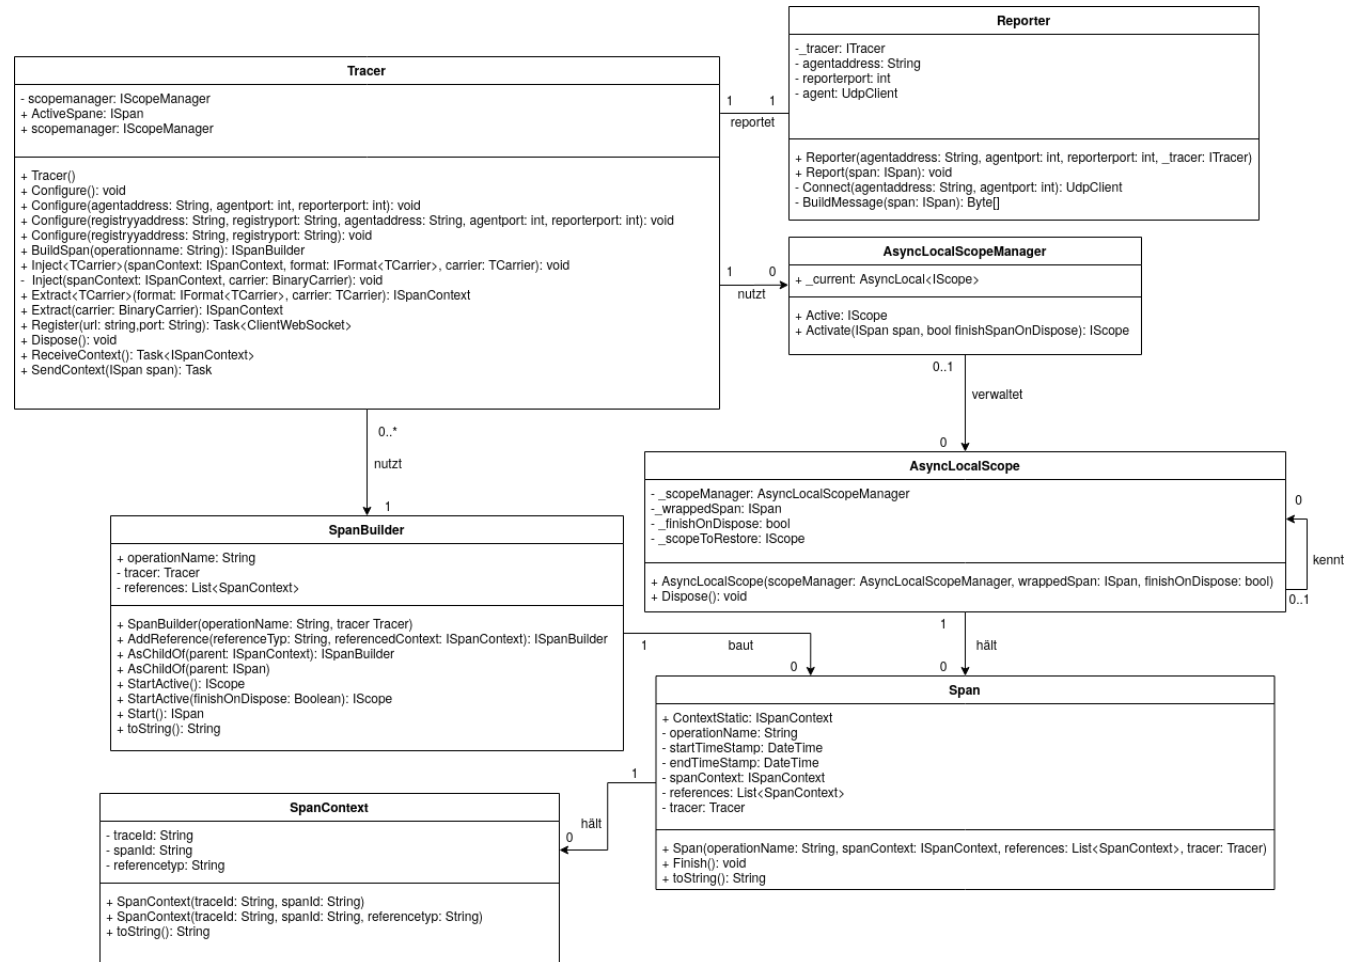 Tracer
- scopemanager: IScopeManager
+ ActiveSpane: ISpan
+ scopemanager: IScopeManager
+ Tracer()
+ Configure(): void
+ Configure(agentaddress: String, agentport: int, reporterport: int): void
+ Configure(registryyaddress: String, registryport: String, agentaddress: String, agentport: int, reporterport: int): void
+ Configure(registryyaddress: String, registryport: String): void
+ BuildSpan(operationname: String): ISpanBuilder
+ Inject<TCarrier>(spanContext: ISpanContext, format: IFormat<TCarrier>, carrier: TCarrier): void
- Inject(spanContext: ISpanContext, carrier: BinaryCarrier): void
+ Extract<TCarrier>(format: IFormat<TCarrier>, carrier: TCarrier): ISpanContext
+ Extract(carrier: BinaryCarrier): ISpanContext
+ Register(url: string,port: String): Task<ClientWebSocket>
+ Dispose(): void
+ ReceiveContext(): Task<ISpanContext>
+ SendContext(ISpan span): Task
1 1
reportet
Reporter
-_tracer: ITracer
- agentaddress: String
- reporterport: int
- agent: UdpClient
+ Reporter(agentaddress: String, agentport: int, reporterport: int, _tracer: ITracer)
+ Report(span: ISpan): void
- Connect(agentaddress: String, agentport: int): UdpClient
- BuildMessage(span: ISpan): Byte[]
1 0
nutzt
AsyncLocalScopeManager
+ _current: AsyncLocal<IScope>
+ Active: IScope
+ Activate(ISpan span, bool finishSpanOnDispose): IScope
0..1
verwaltet
0
AsyncLocalScope
- _scopeManager: AsyncLocalScopeManager
-_wrappedSpan: ISpan
- _finishOnDispose: bool
- _scopeToRestore: IScope
+ AsyncLocalScope(scopeManager: AsyncLocalScopeManager, wrappedSpan: ISpan, finishOnDispose: bool)
+ Dispose(): void
0
kennt
0..1
0..*
nutzt
1
SpanBuilder
+ operationName: String
- tracer: Tracer
- references: List<SpanContext>
+ SpanBuilder(operationName: String, tracer Tracer)
+ AddReference(referenceTyp: String, referencedContext: ISpanContext): ISpanBuilder
+ AsChildOf(parent: ISpanContext): ISpanBuilder
+ AsChildOf(parent: ISpan)
+ StartActive(): IScope
+ StartActive(finishOnDispose: Boolean): IScope
+ Start(): ISpan
+ toString(): String
1
baut
0
1
hält
0
Span
+ ContextStatic: ISpanContext
- operationName: String
- startTimeStamp: DateTime
- endTimeStamp: DateTime
- spanContext: ISpanContext
- references: List<SpanContext>
- tracer: Tracer
+ Span(operationName: String, spanContext: ISpanContext, references: List<SpanContext>, tracer: Tracer)
+ Finish(): void
+ toString(): String
1
hält
0
SpanContext
- traceId: String
- spanId: String
- referencetyp: String
+ SpanContext(traceId: String, spanId: String)
+ SpanContext(traceId: String, spanId: String, referencetyp: String)
+ toString(): String